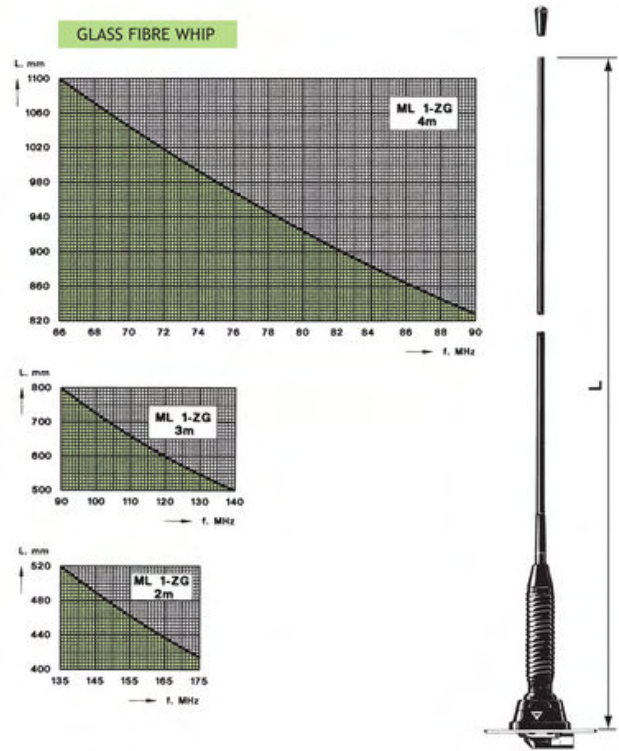 GLASS FIBRE WHIP
L. mm
1100
1060
1020
980
940
900
860
820
ML 1-ZG
4m
66 68 70 72 74 76 78 80 82 84 86 88 90
f. MHz
L. mm
800
700
600
500
ML 1-ZG
3m
90 100 110 120 130 140
f. MHz
L. mm
520
480
440
400
ML 1-ZG
2m
135 145 155 165 175
f. MHz
L